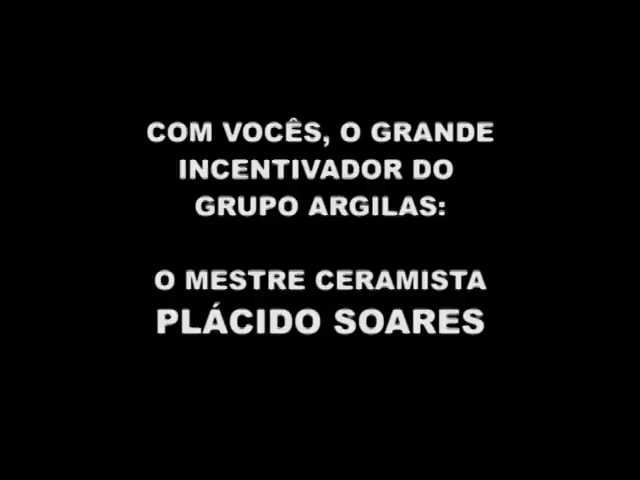 COM VOCÊS, O GRANDE
INCENTIVADOR DO
GRUPO ARGILAS:
O MESTRE CERAMISTA
PLÁCIDO SOARES